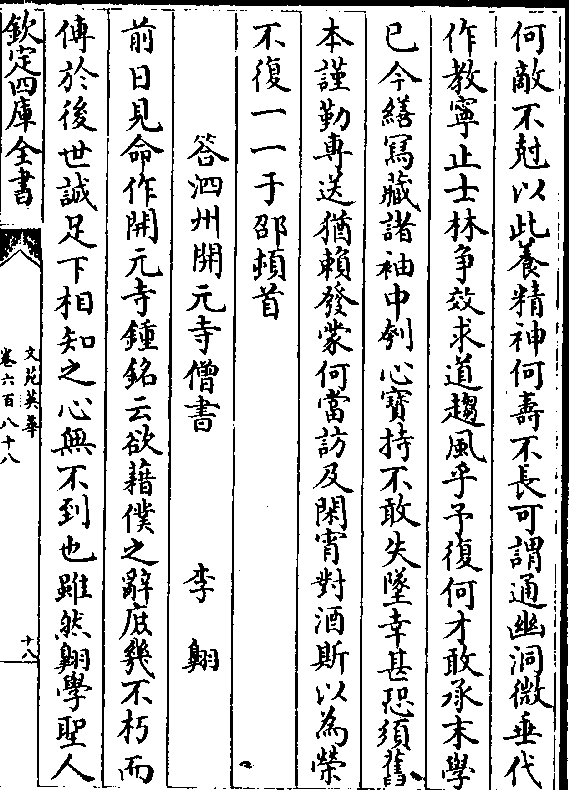 何敵不尅以此養精神何壽不長可謂通幽洞微垂代
作教寧止士林争效求道趨風乎予復何才敢承末學
已今繕寫藏諸袖中刳心寶持不敢失墜幸甚恐須舊
本謹勤專送猶賴發蒙何當訪及閑宵對酒斯以為榮
不復一一于邵頓首
答泗州開元寺僧書 李翺
前日見命作開元寺鍾銘云欲藉僕之辭庶幾不朽而
傳於後世誠足下相知之心無不到也雖然翺學聖人
欽定四庫全書
文苑英華
卷六百八十八
十八